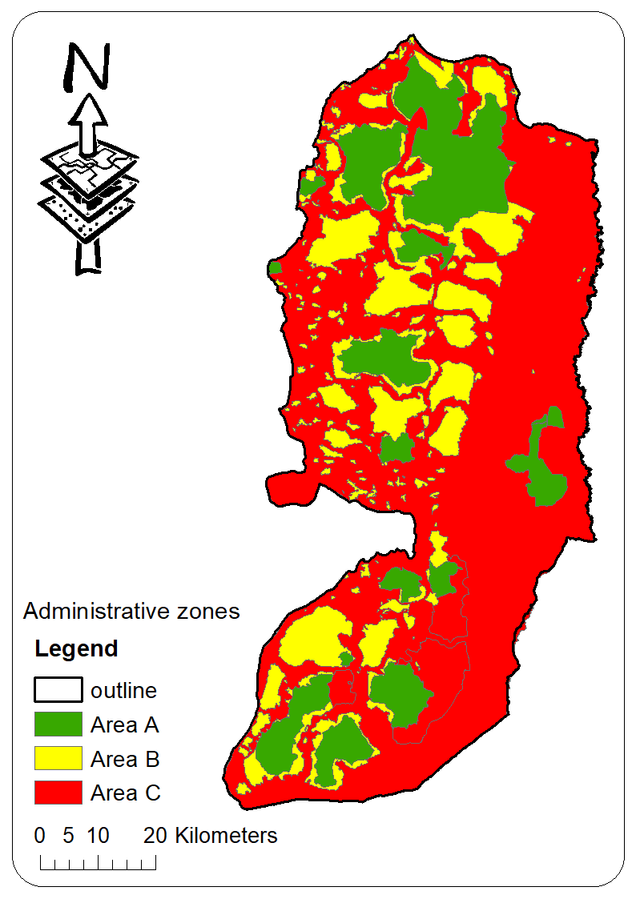 N
Administrative zones
Legend
outline
Area A
Area B
Area C
0 5 10 20 Kilometers